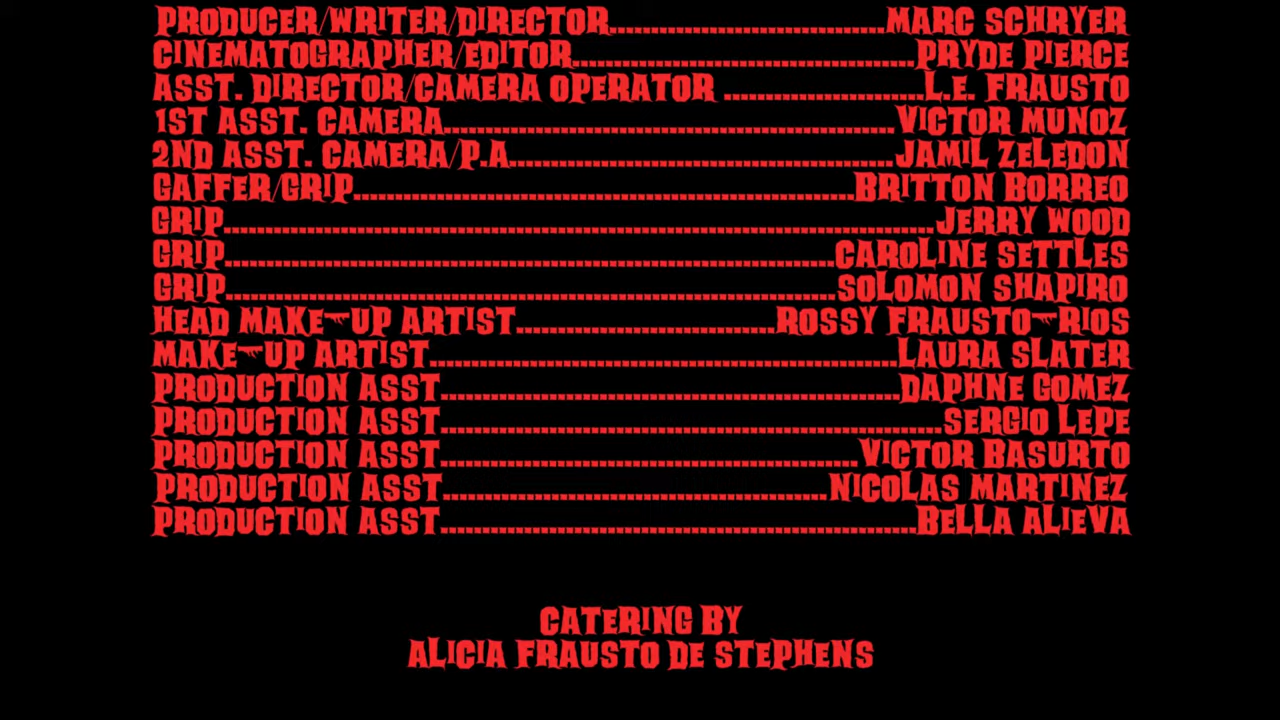 PRODUCER/WRITER/DIRECTOR..............................MARC SCHRYER
CINEMATOGRAPHER/EDITOR.....................................PRYDE PIERCE
ASST. DIRECTOR/CAMERA OPERATOR ......................L.E. FRAUSTO
1ST ASST. CAMERA.................................................VICTOR MUNOZ
2ND ASST. CAMERA/P.A..........................................JAMIL ZELEDON
GAFFER/GRIP.......................................................BRITTON BORREO
GRIP..............................................................................JERRY WOOD
GRIP...................................................................CAROLINE SETTLES
GRIP...................................................................SOLOMON SHAPIRO
HEAD MAKE-UP ARTIST............................ROSSY FRAUSTO-RIOS
MAKE-UP ARTIST...................................................LAURA SLATER
PRODUCTION ASST..................................................DAPHNE GOMEZ
PRODUCTION ASST.......................................................SERGIO LEPE
PRODUCTION ASST..............................................VICTOR BASURTO
PRODUCTION ASST..........................................NICOLAS MARTINEZ
PRODUCTION ASST....................................................BELLA ALIEVA
CATERING BY
ALICIA FRAUSTO DE STEPHENS